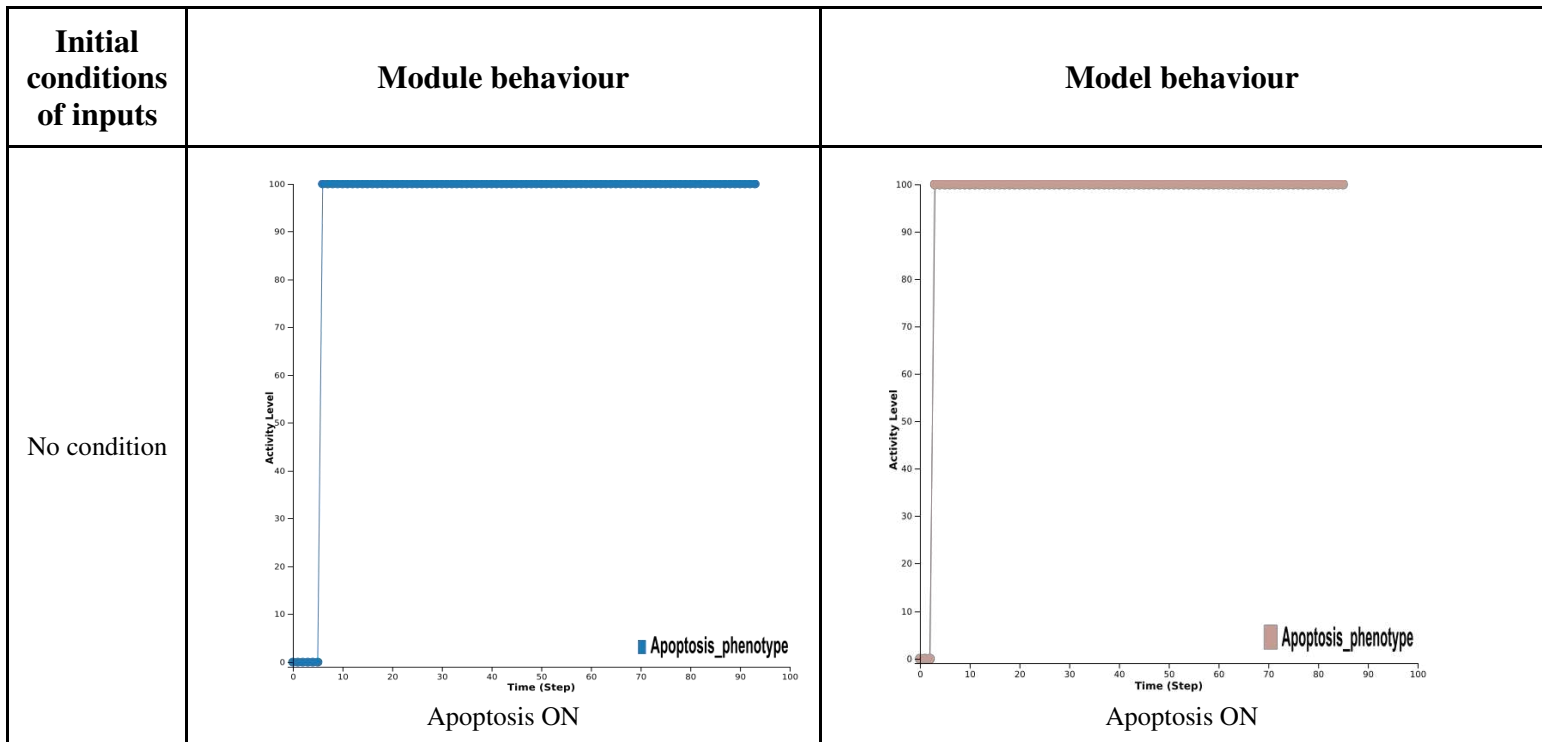 Initial
conditions
of inputs
Module behaviour
Model behaviour
No condition
100
90
80
70
60
50
40
30
20
10
0
Activity Level
0 10 20 30 40 50 60 70 80 90 100
Time (Step)
Apoptosis_phenotype
Apoptosis ON
100
90
80
70
60
50
40
30
20
10
0
Activity Level
0 10 20 30 40 50 60 70 80 90 100
Time (Step)
Apoptosis_phenotype
Apoptosis ON